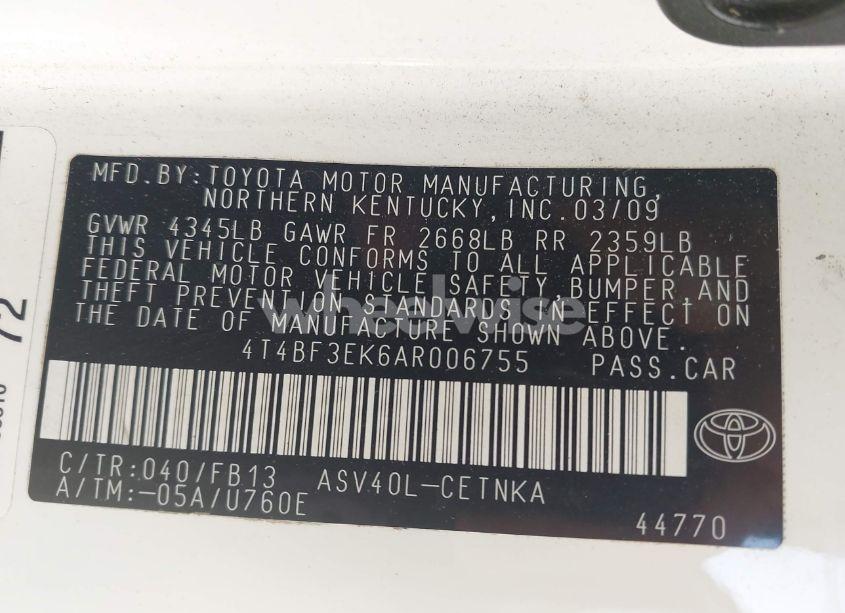 MFD.BY:TOYOTA MOTOR MANUFACTURING,
NORTHERN KENTUCKY,INC.03/09
GVWR 4345LB GAWR FR 2668LB RR 2359LB
THIS VEHICLE CONFORMS TO ALL APPLICABLE
FEDERAL MOTOR VEHICLE SAFETY,BUMPER,AND
THEFT PREVENTION STANDARDS IN EFFECT ON
THE DATE OF MANUFACTURE SHOWN ABOVE.
4T4BF3EK6AR006755 PASS.CAR
C/TR:040/FB13 ASV40L-CETNKA
A/TM:-05A/U760E
44770
wheelwise
72